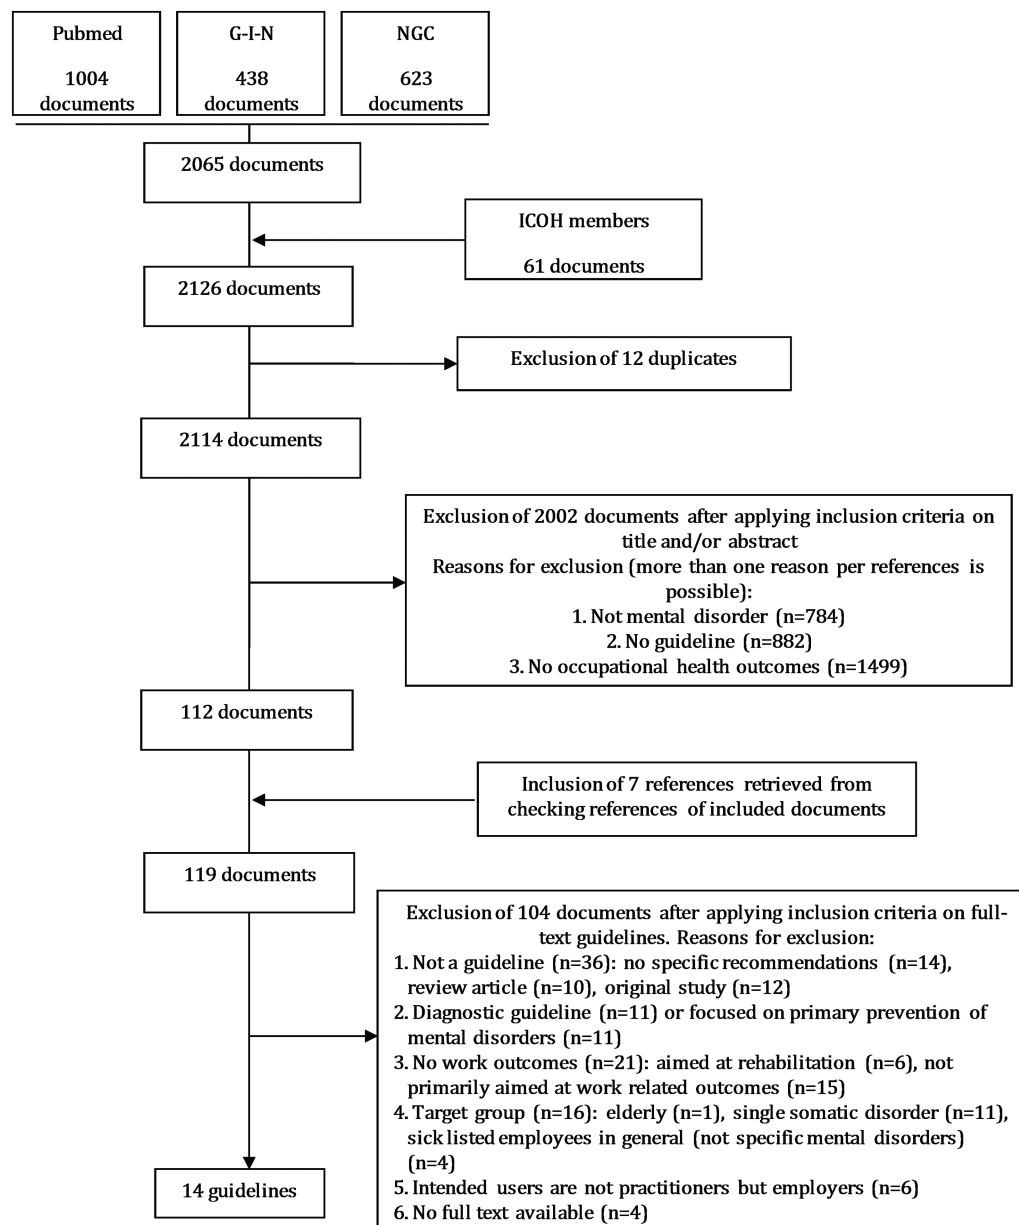 Pubmed
1004
documents
G-I-N
438
documents
NGC
623
documents
2065 documents
ICOH members
61 documents
2126 documents
Exclusion of 12 duplicates
2114 documents
Exclusion of 2002 documents after applying inclusion criteria on
title and/or abstract
Reasons for exclusion (more than one reason per references is
possible):
1. Not mental disorder (n=784)
2. No guideline (n=882)
3. No occupational health outcomes (n=1499)
112 documents
Inclusion of 7 references retrieved from
checking references of included documents
119 documents
Exclusion of 104 documents after applying inclusion criteria on full-
text guidelines. Reasons for exclusion:
1. Not a guideline (n=36): no specific recommendations (n=14),
review article (n=10), original study (n=12)
2. Diagnostic guideline (n=11) or focused on primary prevention of
mental disorders (n=11)
3. No work outcomes (n=21): aimed at rehabilitation (n=6), not
primarily aimed at work related outcomes (n=15)
4. Target group (n=16): elderly (n=1), single somatic disorder (n=11),
sick listed employees in general (not specific mental disorders)
(n=4)
5. Intended users are not practitioners but employers (n=6)
6. No full text available (n=4)
14 guidelines